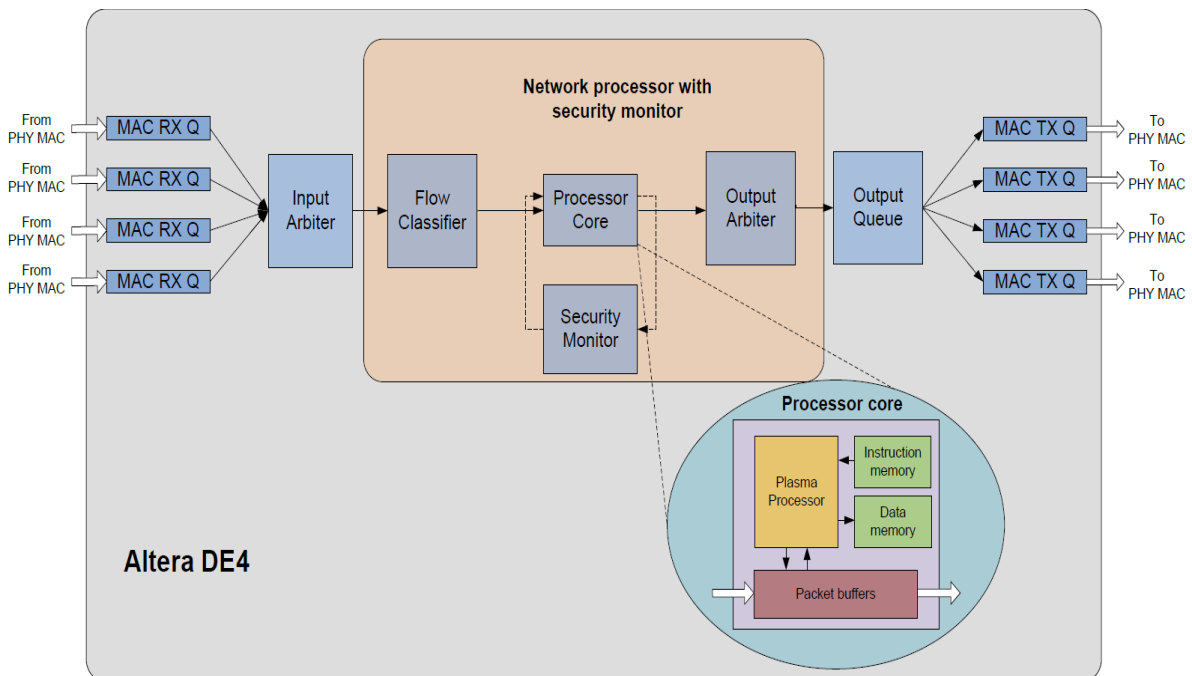 Network processor with
security monitor
From
PHY MAC
MAC RX Q
From
PHY MAC
MAC RX Q
From
PHY MAC
MAC RX Q
From
PHY MAC
MAC RX Q
Input
Arbiter
Flow
Classifier
Processor
Core
Security
Monitor
Output
Arbiter
Output
Queue
MAC TX Q
To
PHY MAC
MAC TX Q
To
PHY MAC
MAC TX Q
To
PHY MAC
MAC TX Q
To
PHY MAC
Processor core
Plasma
Processor
Instruction
memory
Data
memory
Packet buffers
Altera DE4